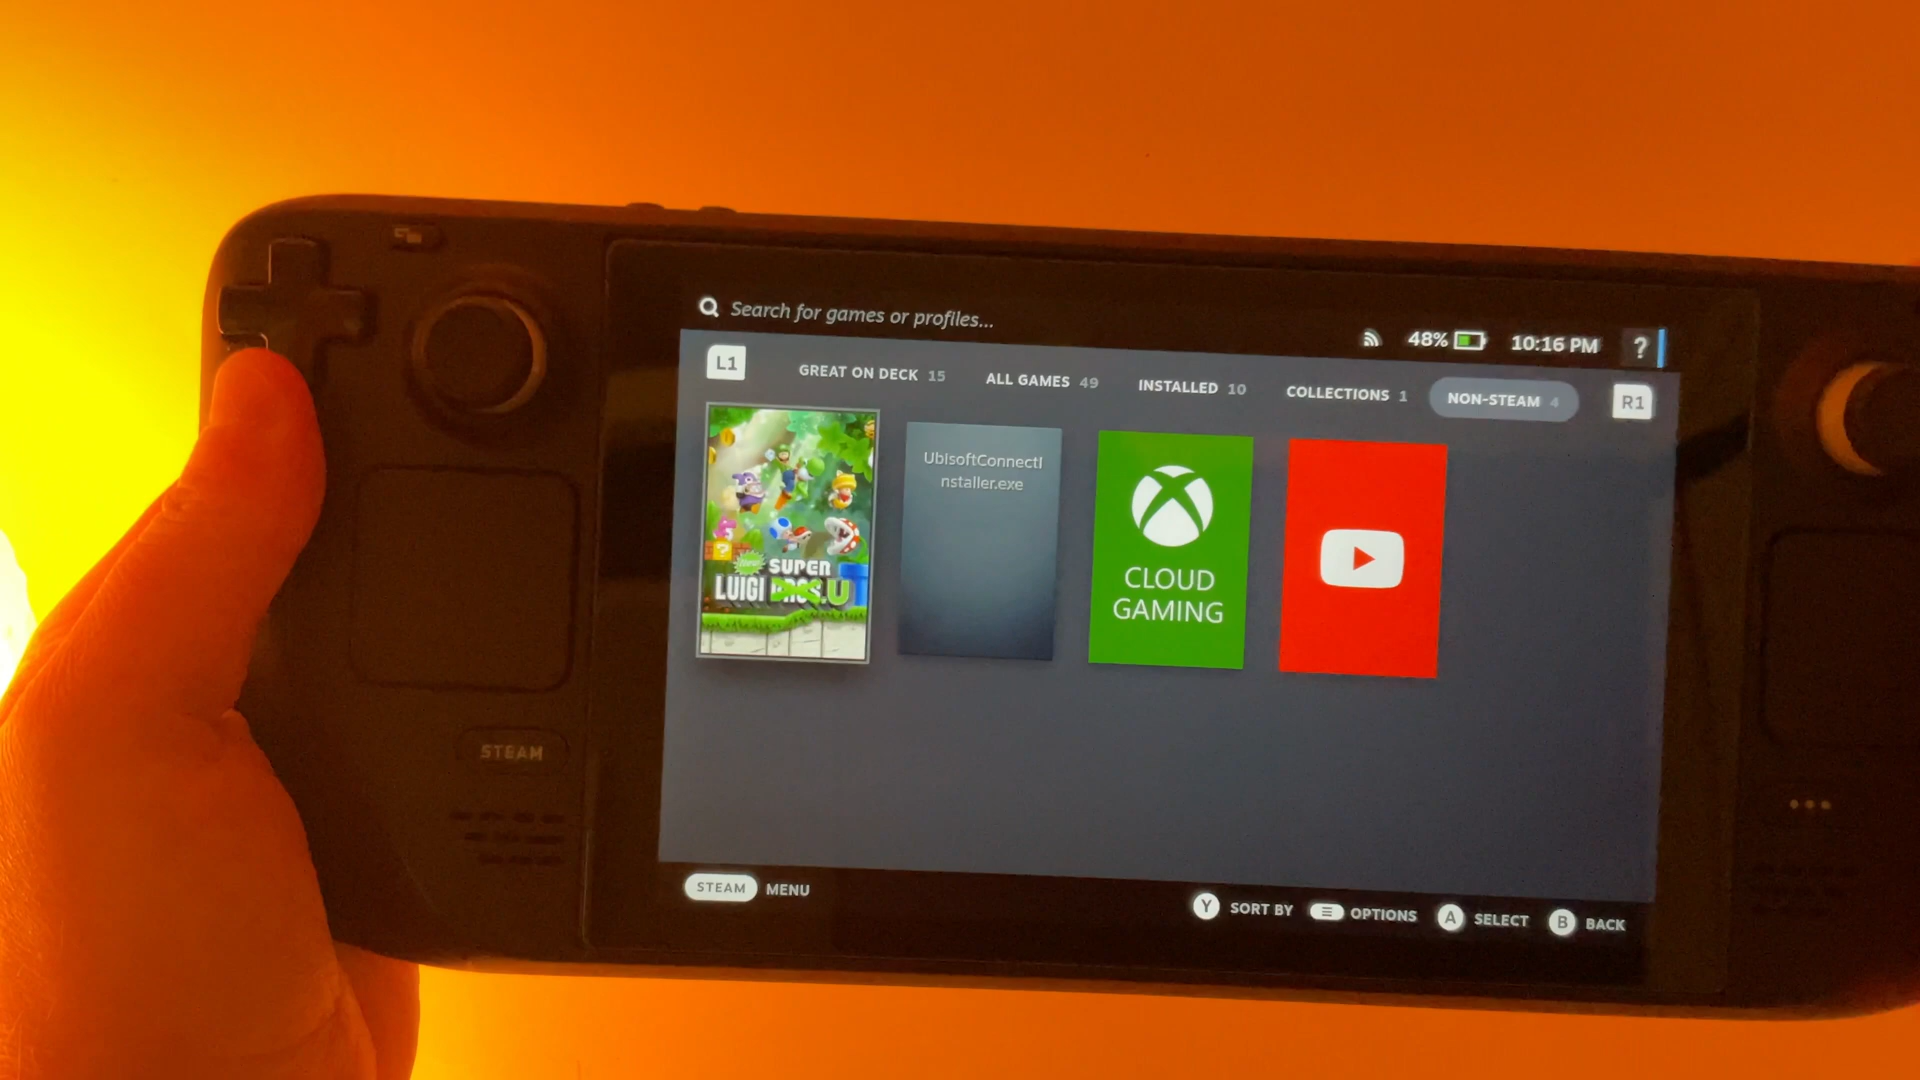 Search for games or profiles...
48%
10:16 PM
?
L1
GREAT ON DECK 15
ALL GAMES 49
INSTALLED 10
COLLECTIONS 1
NON-STEAM 4
R1
New
SUPER
LUIGI BROS.U
?
UbisoftConnectI
nstaller.exe
CLOUD
GAMING
STEAM
STEAM MENU
Y SORT BY
OPTIONS
A SELECT
B BACK